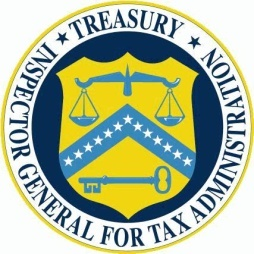 ★ TREASURY ★
INSPECTOR GENERAL FOR TAX ADMINISTRATION